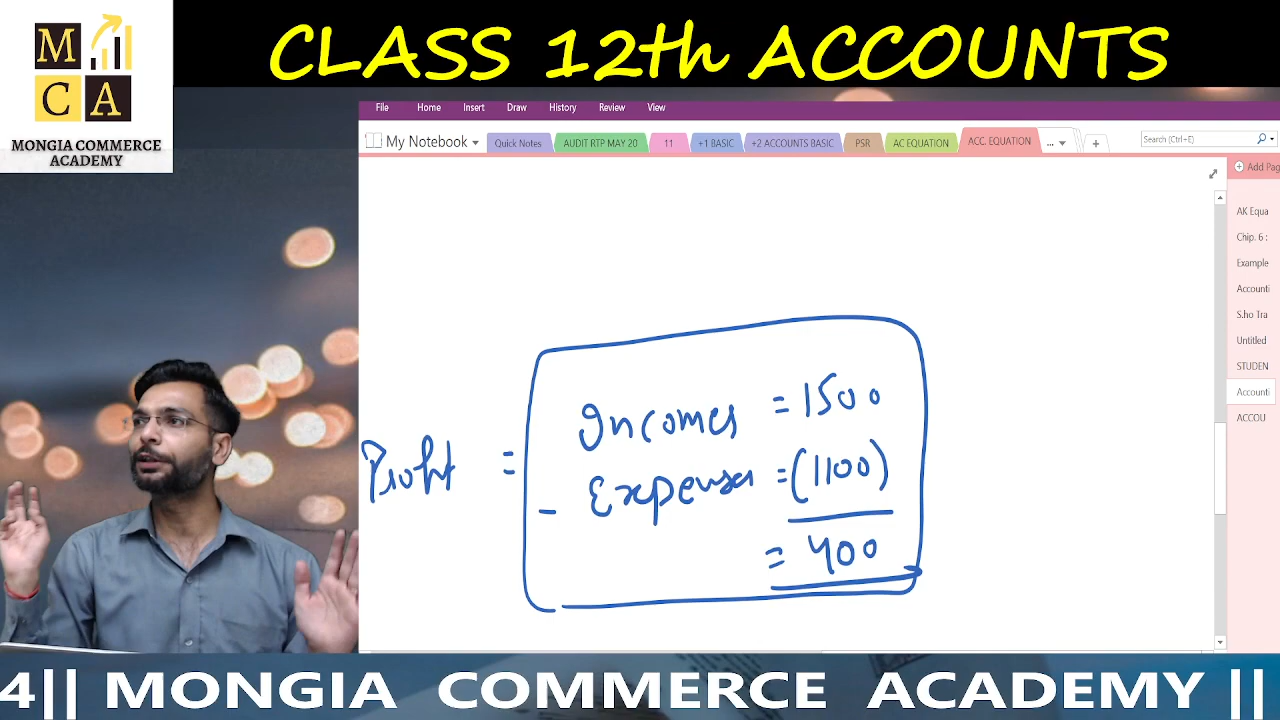 CLASS 12th ACCOUNTS
M
C A
MONGIA COMMERCE
ACADEMY
File Home Insert Draw History Review View
My Notebook Quick Notes AUDIT RTP MAY 20 11 +1 BASIC +2 ACCOUNTS BASIC PSR AC EQUATION ACC. EQUATION ... + Search (Ctrl+E)
Add Pag
AK Equa
Chip. 6 :
Example
Accounti
S.ho Tra
Untitled
STUDEN
Accounti
ACCOU
Incomes = 1500
Profit =
- Expenses = (1100)
= 400
4|| MONGIA COMMERCE ACADEMY ||